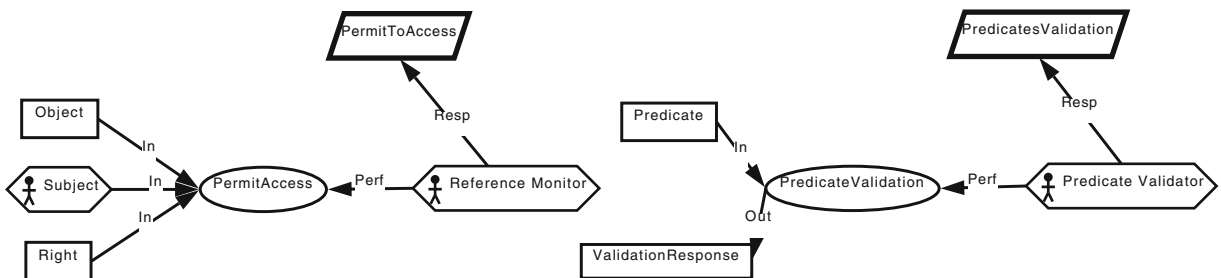 PermitToAccess
Object
Resp
In
Subject
In
PermitAccess
Perf
Reference Monitor
In
Right
PredicatesValidation
Predicate
Resp
In
PredicateValidation
Perf
Predicate Validator
Out
ValidationResponse